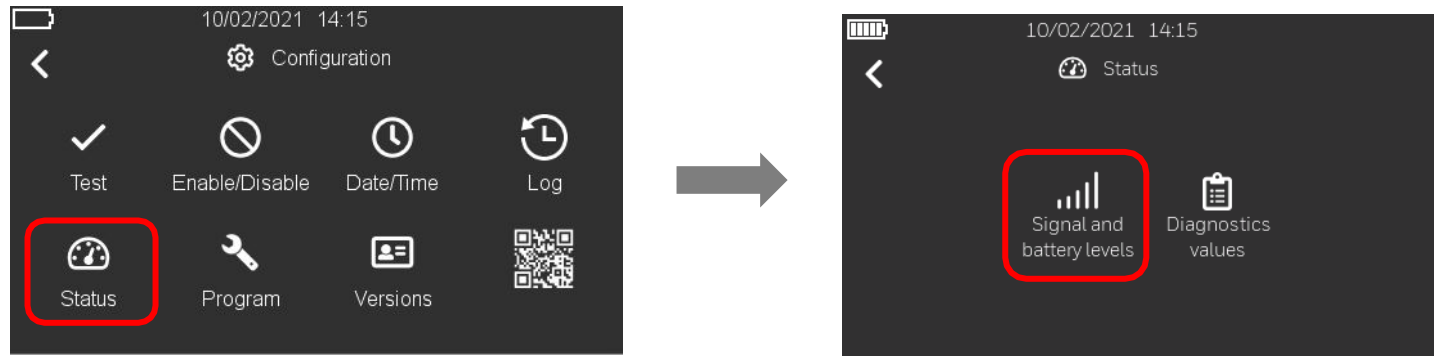 10/02/2021 14:15
Configuration
Test
Enable/Disable
Date/Time
Log
Status
Program
Versions
10/02/2021 14:15
Status
Signal and
battery levels
Diagnostics
values